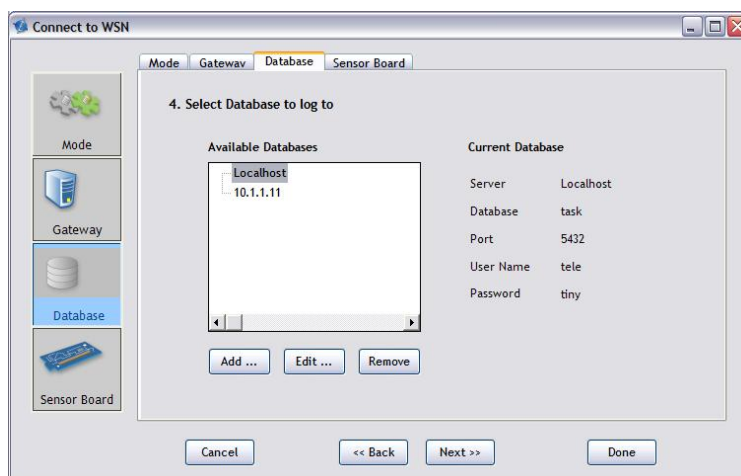 Connect to WSN
Mode Gateway Database Sensor Board
Mode
Gateway
Database
Sensor Board
4. Select Database to log to
Available Databases
Localhost
10.1.1.11
Add ... Edit ... Remove
Current Database
Server Localhost
Database task
Port 5432
User Name tele
Password tiny
Cancel << Back Next >> Done